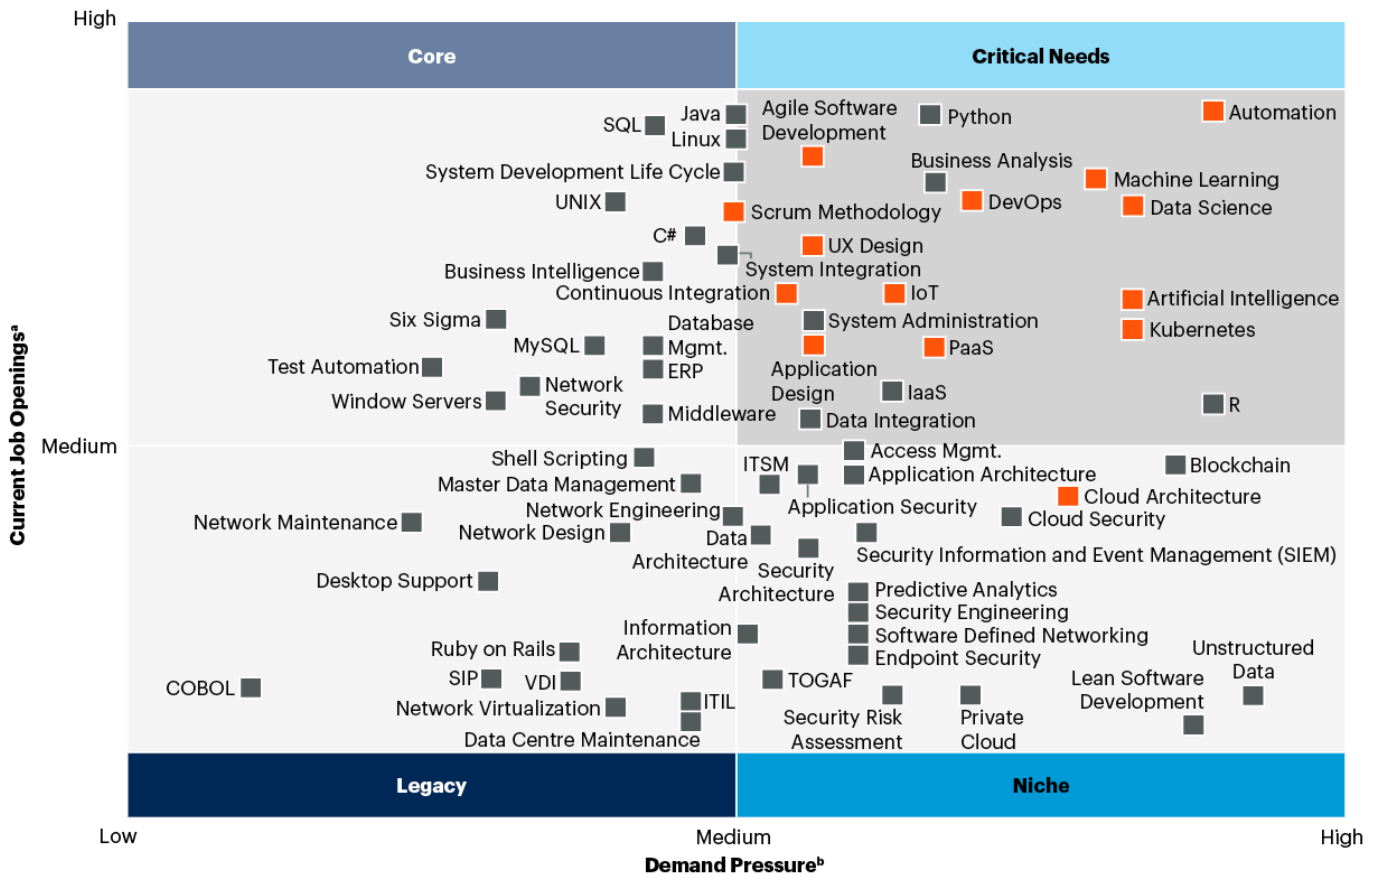 High
Core
Critical Needs
Java
Agile Software
Development
Python
Automation
SQL
Linux
System Development Life Cycle
Business Analysis
Machine Learning
UNIX
Scrum Methodology
DevOps
Data Science
C#
UX Design
System Integration
Business Intelligence
Continuous Integration
IoT
Artificial Intelligence
Six Sigma
Database
Mgmt.
System Administration
Kubernetes
MySQL
PaaS
Test Automation
ERP
Application
Design
Network
Security
IaaS
Window Servers
R
Middleware
Data Integration
Current Job Openingsᵃ
Medium
Shell Scripting
ITSM
Access Mgmt.
Blockchain
Master Data Management
Application Architecture
Cloud Architecture
Network Engineering
Application Security
Cloud Security
Network Maintenance
Network Design
Data
Architecture
Security Information and Event Management (SIEM)
Security
Architecture
Desktop Support
Predictive Analytics
Security Engineering
Information
Architecture
Software Defined Networking
Ruby on Rails
Endpoint Security
Unstructured
Data
SIP
VDI
TOGAF
Lean Software
Development
COBOL
Network Virtualization
ITIL
Security Risk
Assessment
Private
Cloud
Data Centre Maintenance
Legacy
Niche
Low
Medium
High
Demand Pressureᵇ